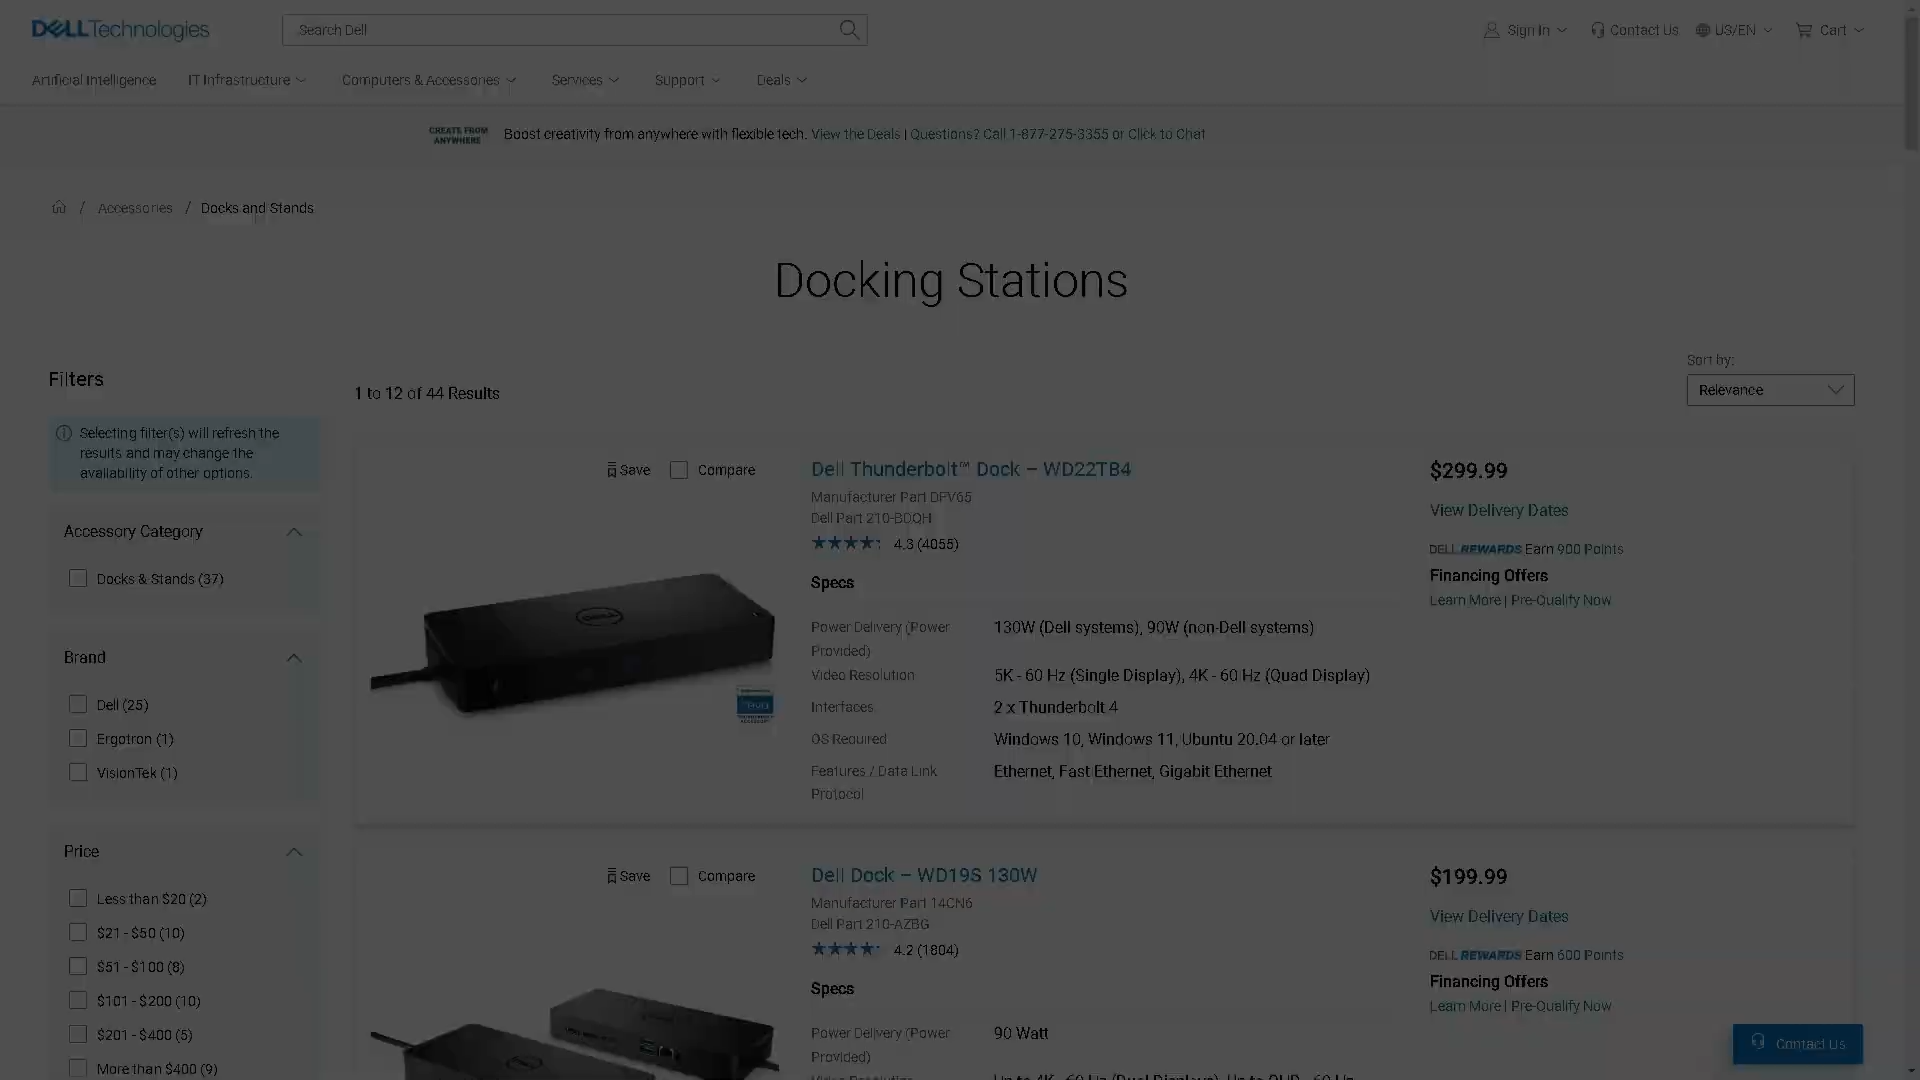 DELLTechnologies
Search Dell
Sign In
Contact Us
US/EN
Cart
Artificial Intelligence
IT Infrastructure
Computers & Accessories
Services
Support
Deals
CREATE FROM
ANYWHERE
Boost creativity from anywhere with flexible tech. View the Deals | Questions? Call 1-877-275-3355 or Click to Chat
/ Accessories / Docks and Stands
Docking Stations
Filters
Selecting filter(s) will refresh the
results and may change the
availability of other options.
Accessory Category
Docks & Stands (37)
Brand
Dell (25)
Ergotron (1)
VisionTek (1)
Price
Less than $20 (2)
$21 - $50 (10)
$51 - $100 (8)
$101 - $200 (10)
$201 - $400 (5)
More than $400 (9)
1 to 12 of 44 Results
Sort by:
Relevance
Save
Compare
Dell Thunderbolt™ Dock – WD22TB4
Manufacturer Part DPV65
Dell Part 210-BDQH
4.3 (4055)
Specs
Power Delivery (Power
Provided)
130W (Dell systems), 90W (non-Dell systems)
Video Resolution
5K - 60 Hz (Single Display), 4K - 60 Hz (Quad Display)
Interfaces
2 x Thunderbolt 4
OS Required
Windows 10, Windows 11, Ubuntu 20.04 or later
Features / Data Link
Protocol
Ethernet, Fast Ethernet, Gigabit Ethernet
$299.99
View Delivery Dates
DELL REWARDS Earn 900 Points
Financing Offers
Learn More | Pre-Qualify Now
Save
Compare
Dell Dock – WD19S 130W
Manufacturer Part 14CN6
Dell Part 210-AZBG
4.2 (1804)
Specs
Power Delivery (Power
Provided)
90 Watt
$199.99
View Delivery Dates
DELL REWARDS Earn 600 Points
Financing Offers
Learn More | Pre-Qualify Now
Contact Us